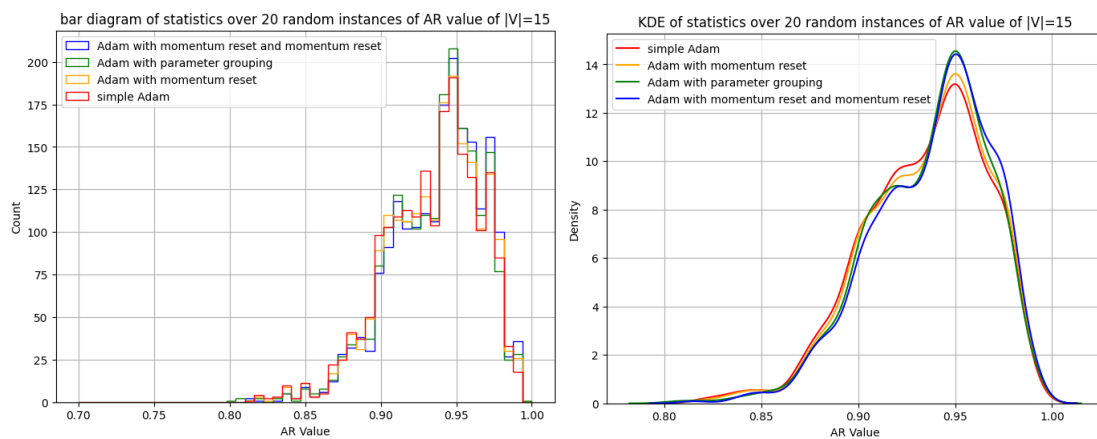 bar diagram of statistics over 20 random instances of AR value of |V|=15
Adam with momentum reset and momentum reset
Adam with parameter grouping
Adam with momentum reset
simple Adam
200
175
150
125
100
75
50
25
0
Count
0.70
0.75
0.80
0.85
0.90
0.95
1.00
AR Value
KDE of statistics over 20 random instances of AR value of |V|=15
simple Adam
Adam with momentum reset
Adam with parameter grouping
Adam with momentum reset and momentum reset
14
12
10
8
6
4
2
0
Density
0.80
0.85
0.90
0.95
1.00
AR Value